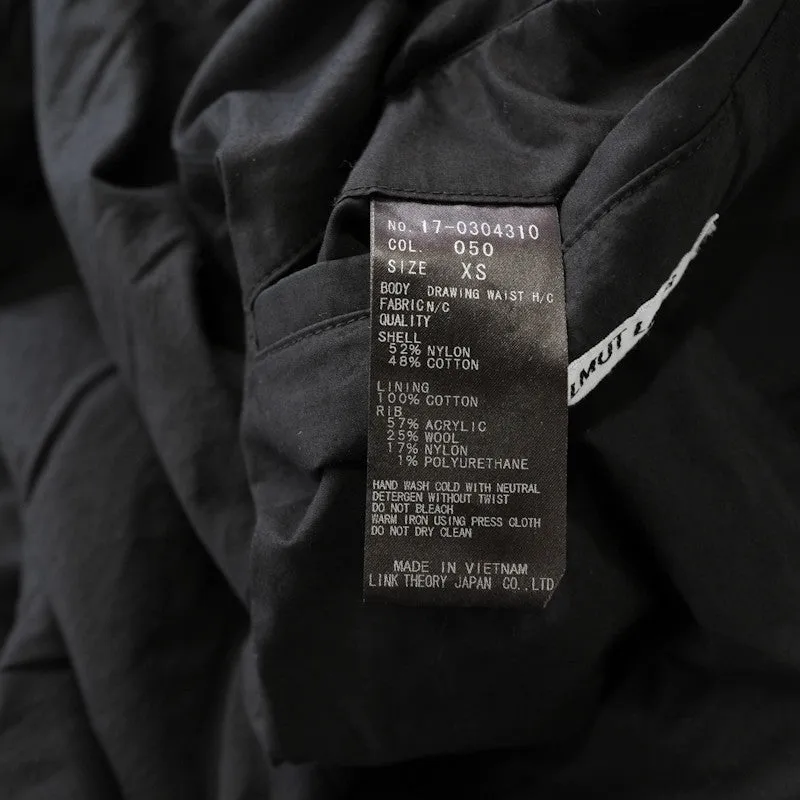 No. 17-0304310
COL. 050
SIZE XS
BODY DRAWING WAIST H/C
FABRIC N/C
QUALITY
SHELL
52% NYLON
48% COTTON
LINING
100% COTTON
RIB
57% ACRYLIC
25% WOOL
17% NYLON
1% POLYURETHANE
HAND WASH COLD WITH NEUTRAL
DETERGEN WITHOUT TWIST
DO NOT BLEACH
WARM IRON USING PRESS CLOTH
DO NOT DRY CLEAN
MADE IN VIETNAM
LINK THEORY JAPAN CO.,LTD
LMUT L